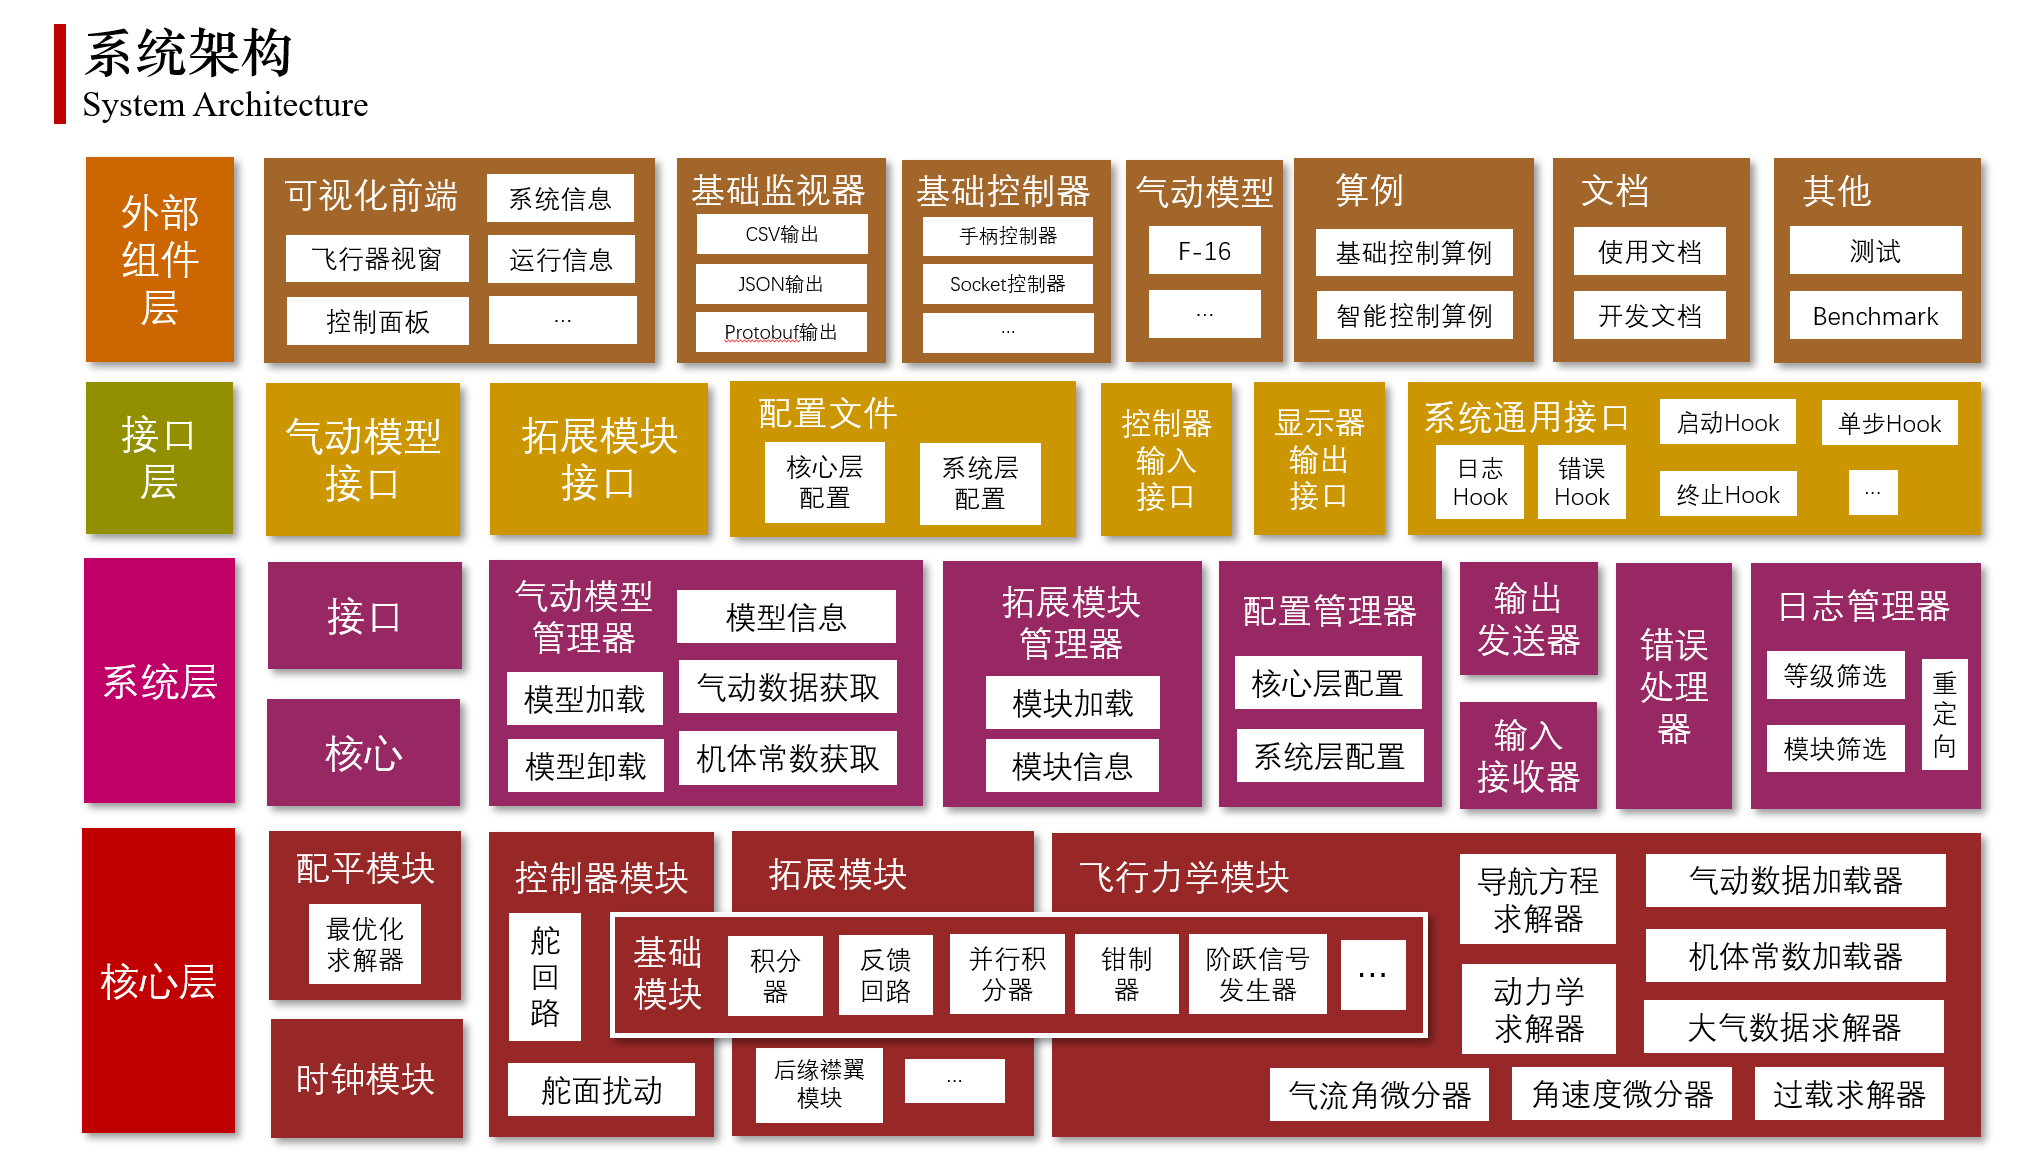 系统架构
System Architecture
外部
组件
层
可视化前端
系统信息
飞行器视窗
运行信息
控制面板
...
基础监视器
CSV输出
JSON输出
Protobuf输出
基础控制器
手柄控制器
Socket控制器
...
气动模型
F-16
...
算例
基础控制算例
智能控制算例
文档
使用文档
开发文档
其他
测试
Benchmark
接口
层
气动模型
接口
拓展模块
接口
配置文件
核心层
配置
系统层
配置
控制器
输入
接口
显示器
输出
接口
系统通用接口
启动Hook
单步Hook
日志
Hook
错误
Hook
终止Hook
...
系统层
接口
核心
气动模型
管理器
模型信息
模型加载
气动数据获取
模型卸载
机体常数获取
拓展模块
管理器
模块加载
模块信息
配置管理器
核心层配置
系统层配置
输出
发送器
输入
接收器
错误
处理
器
日志管理器
等级筛选
模块筛选
重
定
向
核心层
配平模块
最优化
求解器
时钟模块
控制器模块
舵
回
路
舵面扰动
拓展模块
后缘襟翼
模块
...
基础
模块
积分
器
反馈
回路
并行积
分器
钳制
器
阶跃信号
发生器
...
飞行力学模块
导航方程
求解器
气动数据加载器
机体常数加载器
动力学
求解器
大气数据求解器
气流角微分器
角速度微分器
过载求解器